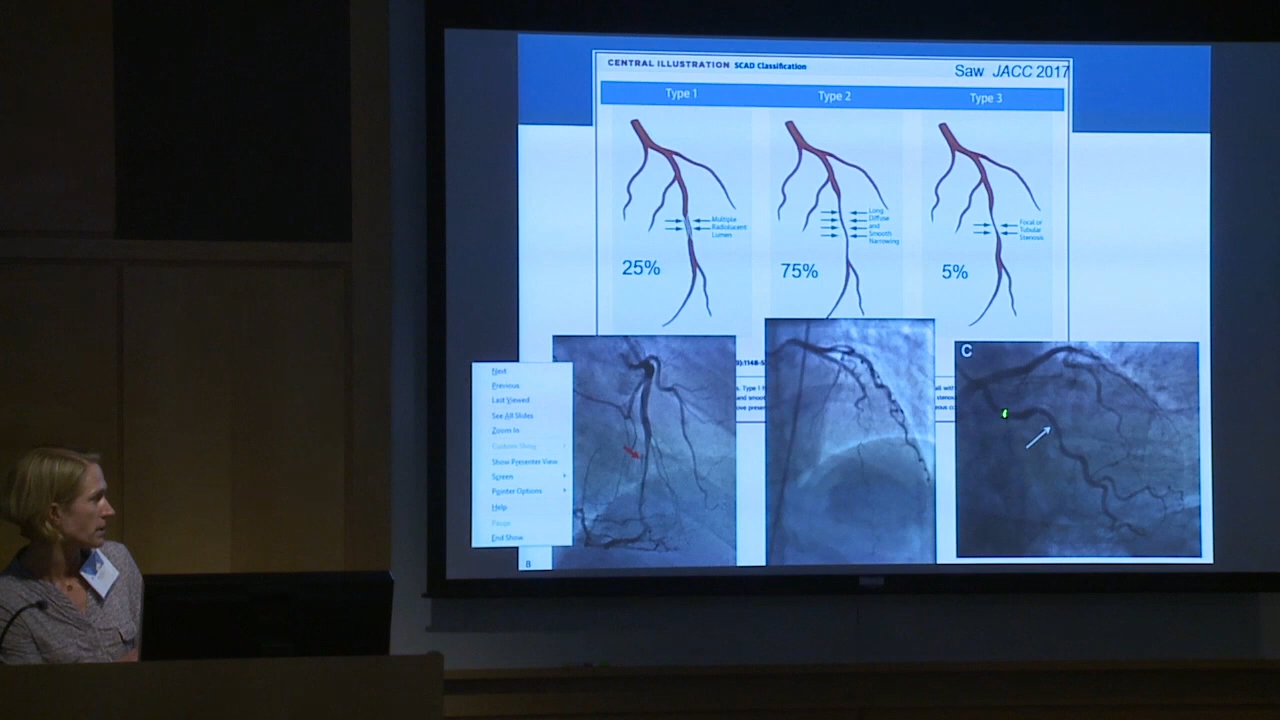 CENTRAL ILLUSTRATION SCAD Classification
Saw JACC 2017
Type 1
Type 2
Type 3
Multiple
Radiolucent
Lumen
Long
Diffuse
and
Smooth
Narrowing
Focal or
Tubular
Stenosis
25%
75%
5%
C
Next
Previous
Last Viewed
See All Slides
Zoom In
Custom Show
Show Presenter View
Screen
Pointer Options
Help
Pause
End Show
B